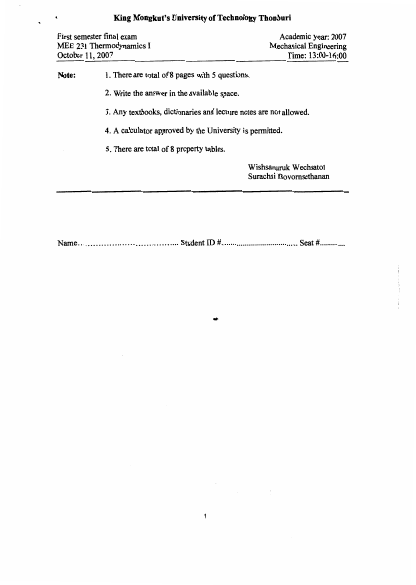 King Mongkut's University of Technology Thonburi
First semester final exam Academic year: 2007
MEE 231 Thermodynamics I Mechasical Engineering
October 11, 2007 Time: 13:00-16:00
Note: 1. There are total of 8 pages with 5 questions.
2. Write the answer in the available space.
3. Any textbooks, dictionaries and lecture notes are not allowed.
4. A calculator approved by the University is permitted.
5. There are total of 8 property tables.
Wishsanuruk Wechsatol
Surachai Bovornsethanan
Name.................................... Student ID #.................................. Seat #...........
1